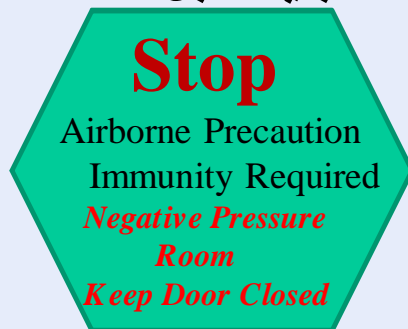 Stop
Airborne Precaution
Immunity Required
Negative Pressure
Room
Keep Door Closed